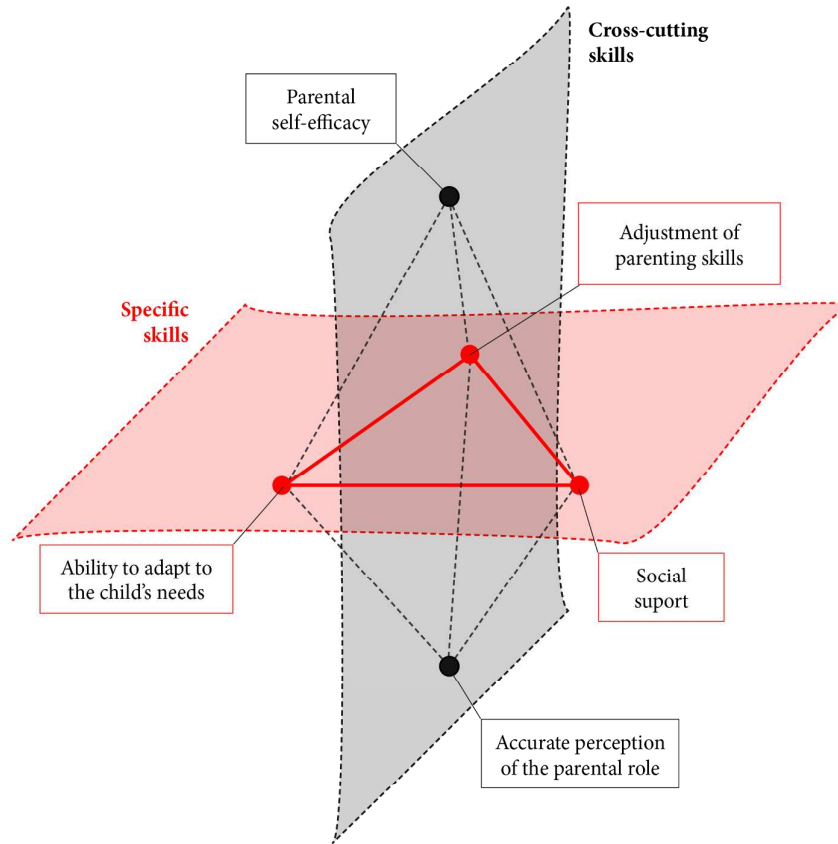 Cross-cutting
skills
Parental
self-efficacy
Adjustment of
parenting skills
Specific
skills
Ability to adapt to
the child's needs
Social
suport
Accurate perception
of the parental role